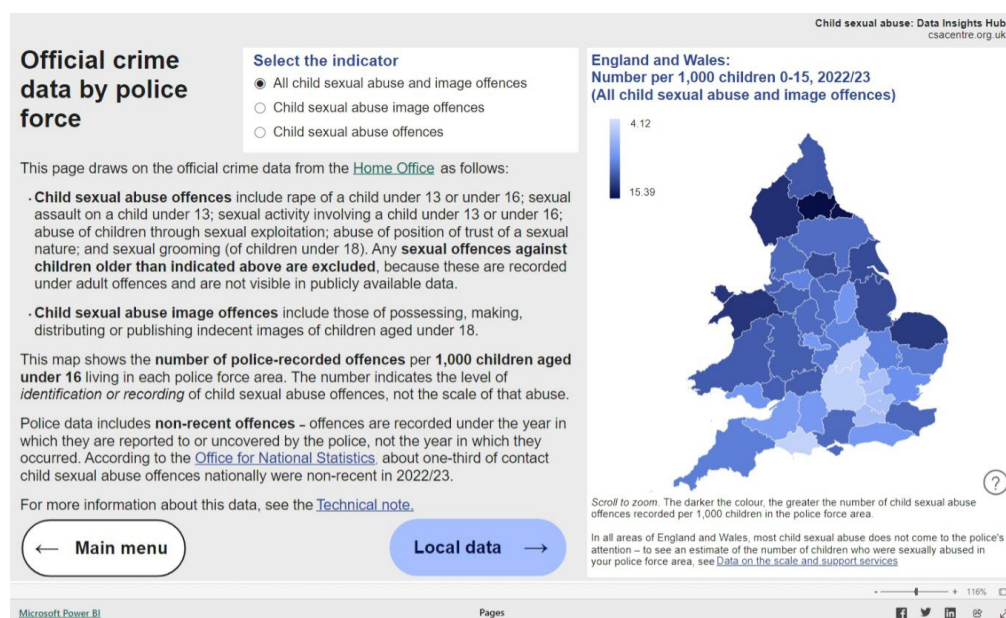 Child sexual abuse: Data Insights Hub
csacentre.org.uk
Official crime
data by police
force
Select the indicator
All child sexual abuse and image offences
Child sexual abuse image offences
Child sexual abuse offences
This page draws on the official crime data from the Home Office as follows:
· Child sexual abuse offences include rape of a child under 13 or under 16; sexual
assault on a child under 13; sexual activity involving a child under 13 or under 16;
abuse of children through sexual exploitation; abuse of position of trust of a sexual
nature; and sexual grooming (of children under 18). Any sexual offences against
children older than indicated above are excluded, because these are recorded
under adult offences and are not visible in publicly available data.
· Child sexual abuse image offences include those of possessing, making,
distributing or publishing indecent images of children aged under 18.
This map shows the number of police-recorded offences per 1,000 children aged
under 16 living in each police force area. The number indicates the level of
identification or recording of child sexual abuse offences, not the scale of that abuse.
Police data includes non-recent offences – offences are recorded under the year in
which they are reported to or uncovered by the police, not the year in which they
occurred. According to the Office for National Statistics, about one-third of contact
child sexual abuse offences nationally were non-recent in 2022/23.
For more information about this data, see the Technical note.
← Main menu
Local data →
England and Wales:
Number per 1,000 children 0-15, 2022/23
(All child sexual abuse and image offences)
4.12
15.39
?
Scroll to zoom. The darker the colour, the greater the number of child sexual abuse
offences recorded per 1,000 children in the police force area.
In all areas of England and Wales, most child sexual abuse does not come to the police's
attention – to see an estimate of the number of children who were sexually abused in
your police force area, see Data on the scale and support services
- + 116%
Microsoft Power BI
Pages